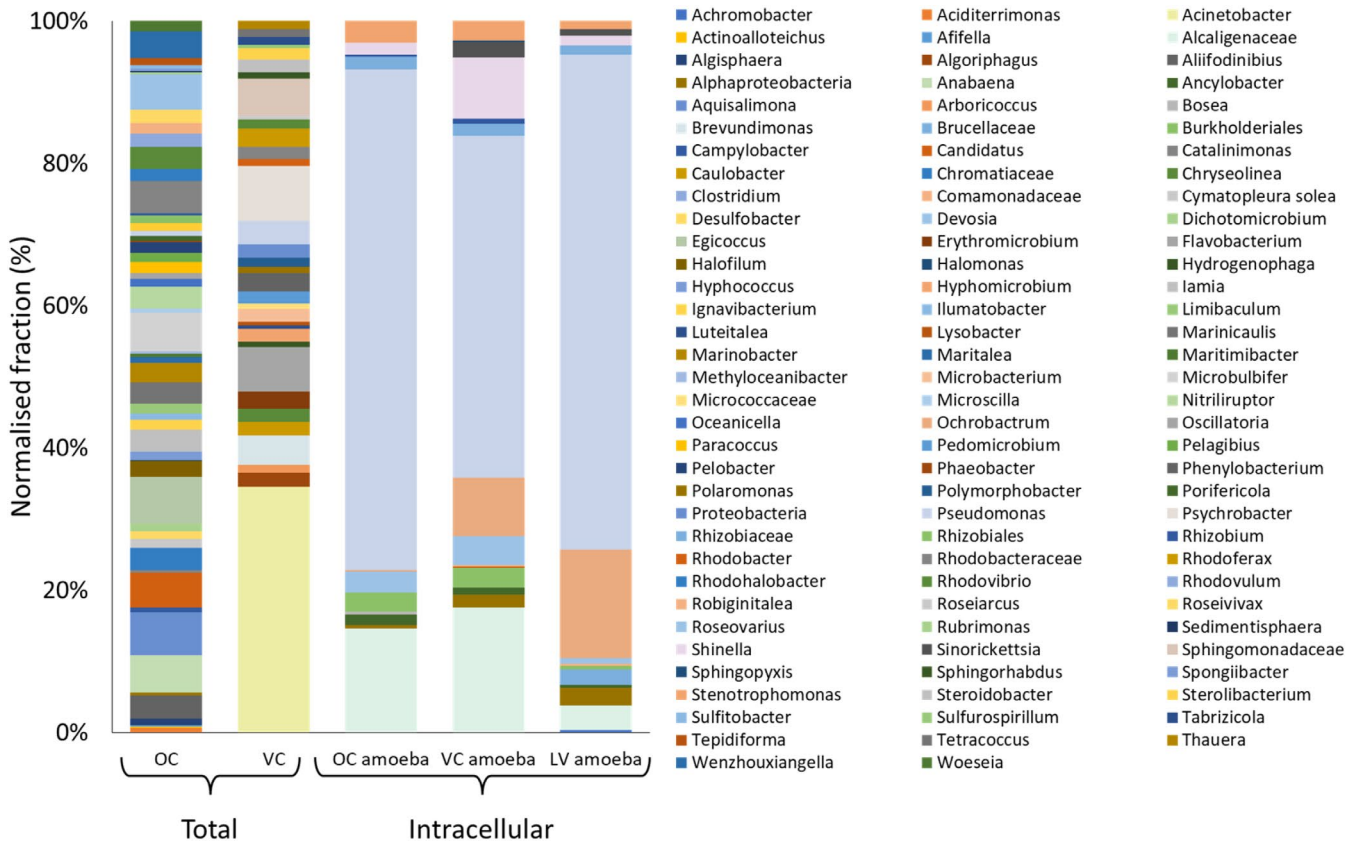 Normalised fraction (%)
100%
80%
60%
40%
20%
0%
OC VC OC amoeba VC amoeba LV amoeba
Total Intracellular
Achromobacter Aciditerrimonas Acinetobacter
Actinoalloteichus Afifella Alcaligenaceae
Algisphaera Algoriphagus Aliifodinibius
Alphaproteobacteria Anabaena Ancylobacter
Aquisalimona Arboricoccus Bosea
Brevundimonas Brucellaceae Burkholderiales
Campylobacter Candidatus Catalinimonas
Caulobacter Chromatiaceae Chryseolinea
Clostridium Comamonadaceae Cymatopleura solea
Desulfobacter Devosia Dichotomicrobium
Egicoccus Erythromicrobium Flavobacterium
Halofilum Halomonas Hydrogenophaga
Hyphococcus Hyphomicrobium Iamia
Ignavibacterium Ilumatobacter Limibaculum
Luteitalea Lysobacter Marinicaulis
Marinobacter Maritalea Maritimibacter
Methyloceanibacter Microbacterium Microbulbifer
Micrococcaceae Microscilla Nitriliruptor
Oceanicella Ochrobactrum Oscillatoria
Paracoccus Pedomicrobium Pelagibius
Pelobacter Phaeobacter Phenylobacterium
Polaromonas Polymorphobacter Porifericola
Proteobacteria Pseudomonas Psychrobacter
Rhizobiaceae Rhizobiales Rhizobium
Rhodobacter Rhodobacteraceae Rhodoferax
Rhodohalobacter Rhodovibrio Rhodovulum
Robiginitalea Roseiarcus Roseivivax
Roseovarius Rubrimonas Sedimentisphaera
Shinella Sinorickettsia Sphingomonadaceae
Sphingopyxis Sphingorhabdus Spongiibacter
Stenotrophomonas Steroidobacter Sterolibacterium
Sulfitobacter Sulfurospirillum Tabrizicola
Tepidiforma Tetracoccus Thauera
Wenzhouxiangella Woeseia